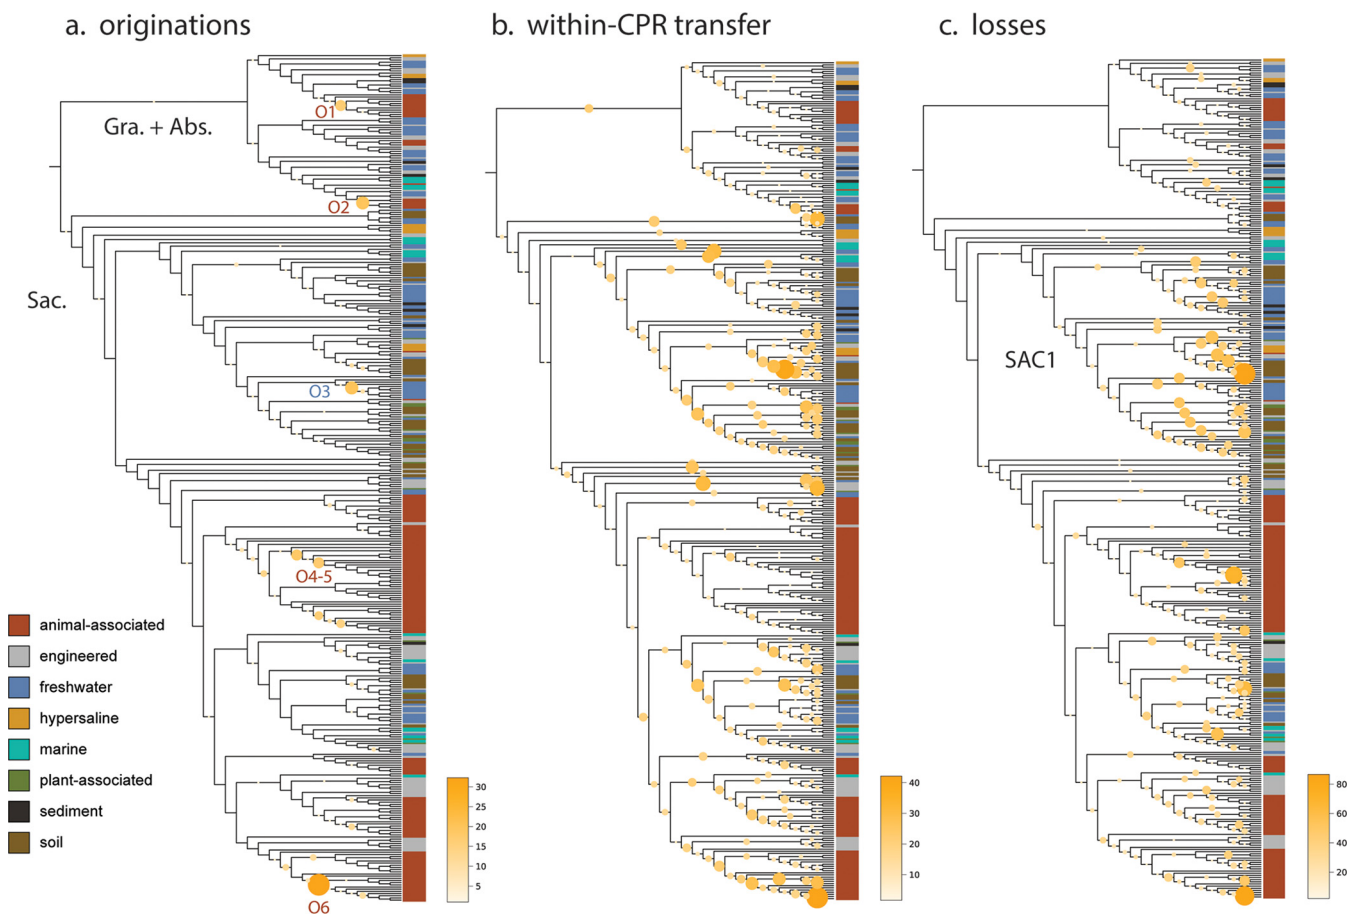 a. originations
b. within-CPR transfer
c. losses
O1
Gra. + Abs.
O2
Sac.
SAC1
O3
O4-5
O6
animal-associated
engineered
freshwater
hypersaline
marine
plant-associated
sediment
soil
30
25
20
15
10
5
40
30
20
10
80
60
40
20